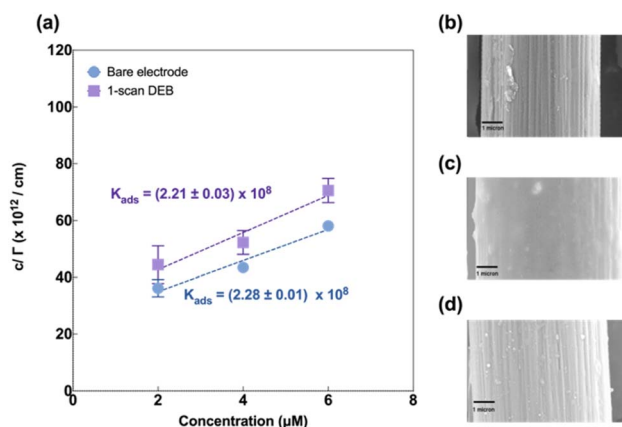 (a)
c/ Γ (x 10¹² / cm)
120
100
80
60
40
20
0
Bare electrode
1-scan DEB
K_ads = (2.21 ± 0.03) x 10⁸
K_ads = (2.28 ± 0.01) x 10⁸
0 2 4 6 8
Concentration (µM)
(b)
1 micron
(c)
1 micron
(d)
1 micron